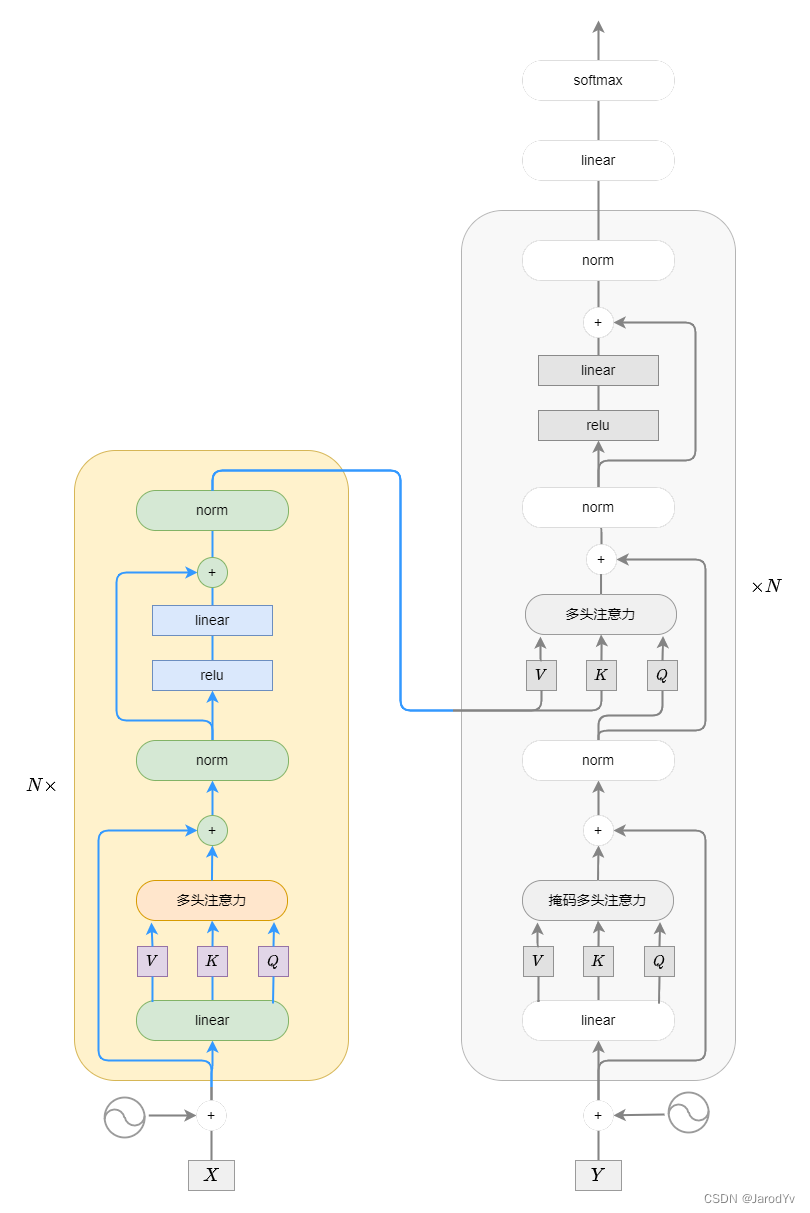 softmax
linear
norm
+
linear
relu
norm
+
多头注意力
V K Q
norm
+
掩码多头注意力
V K Q
linear
+
Y
×N
norm
+
linear
relu
norm
+
多头注意力
V K Q
linear
+
X
N×
CSDN @JarodYv